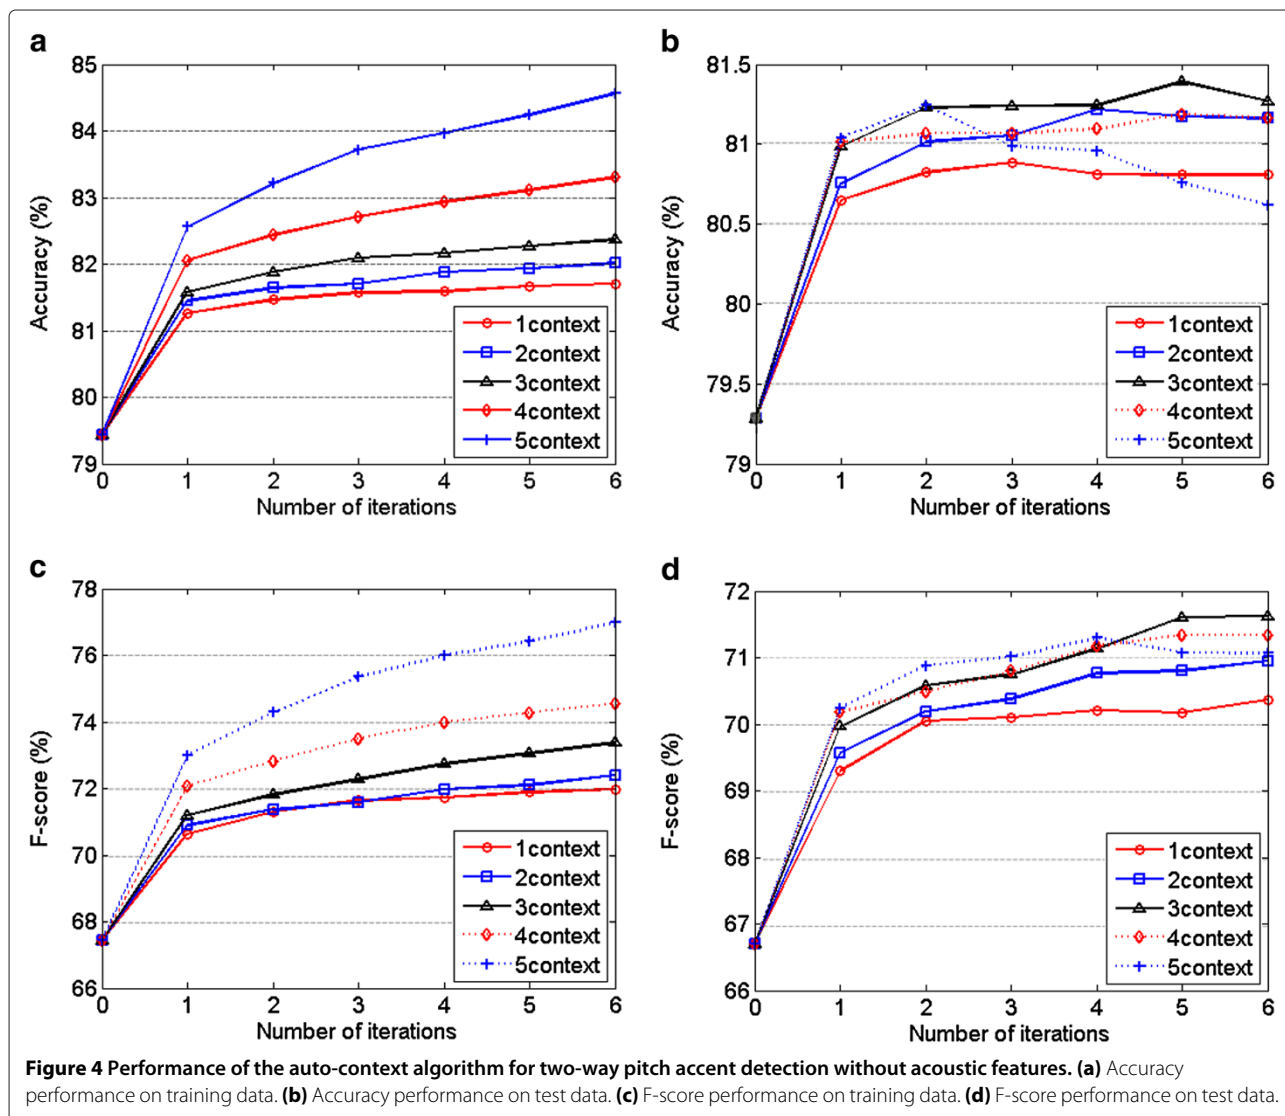 a
85
84
83
82
81
80
79
Accuracy (%)
0 1 2 3 4 5 6
Number of iterctions
1context
2context
3context
4context
5context
b
81.5
81
80.5
80
79.5
79
Accuracy (%)
0 1 2 3 4 5 6
Number of iterations
1context
2context
3context
4context
5context
c
78
76
74
72
70
68
66
F-score (%)
0 1 2 3 4 5 6
Number of iterations
1context
2context
3context
4context
5context
d
72
71
70
69
68
67
66
F-score (%)
0 1 2 3 4 5 6
Number of iterations
1context
2context
3context
4context
5context
Figure 4 Performance of the auto-context algorithm for two-way pitch accent detection without acoustic features. (a) Accuracy
performance on training data. (b) Accuracy performance on test data. (c) F-score performance on training data. (d) F-score performance on test data.